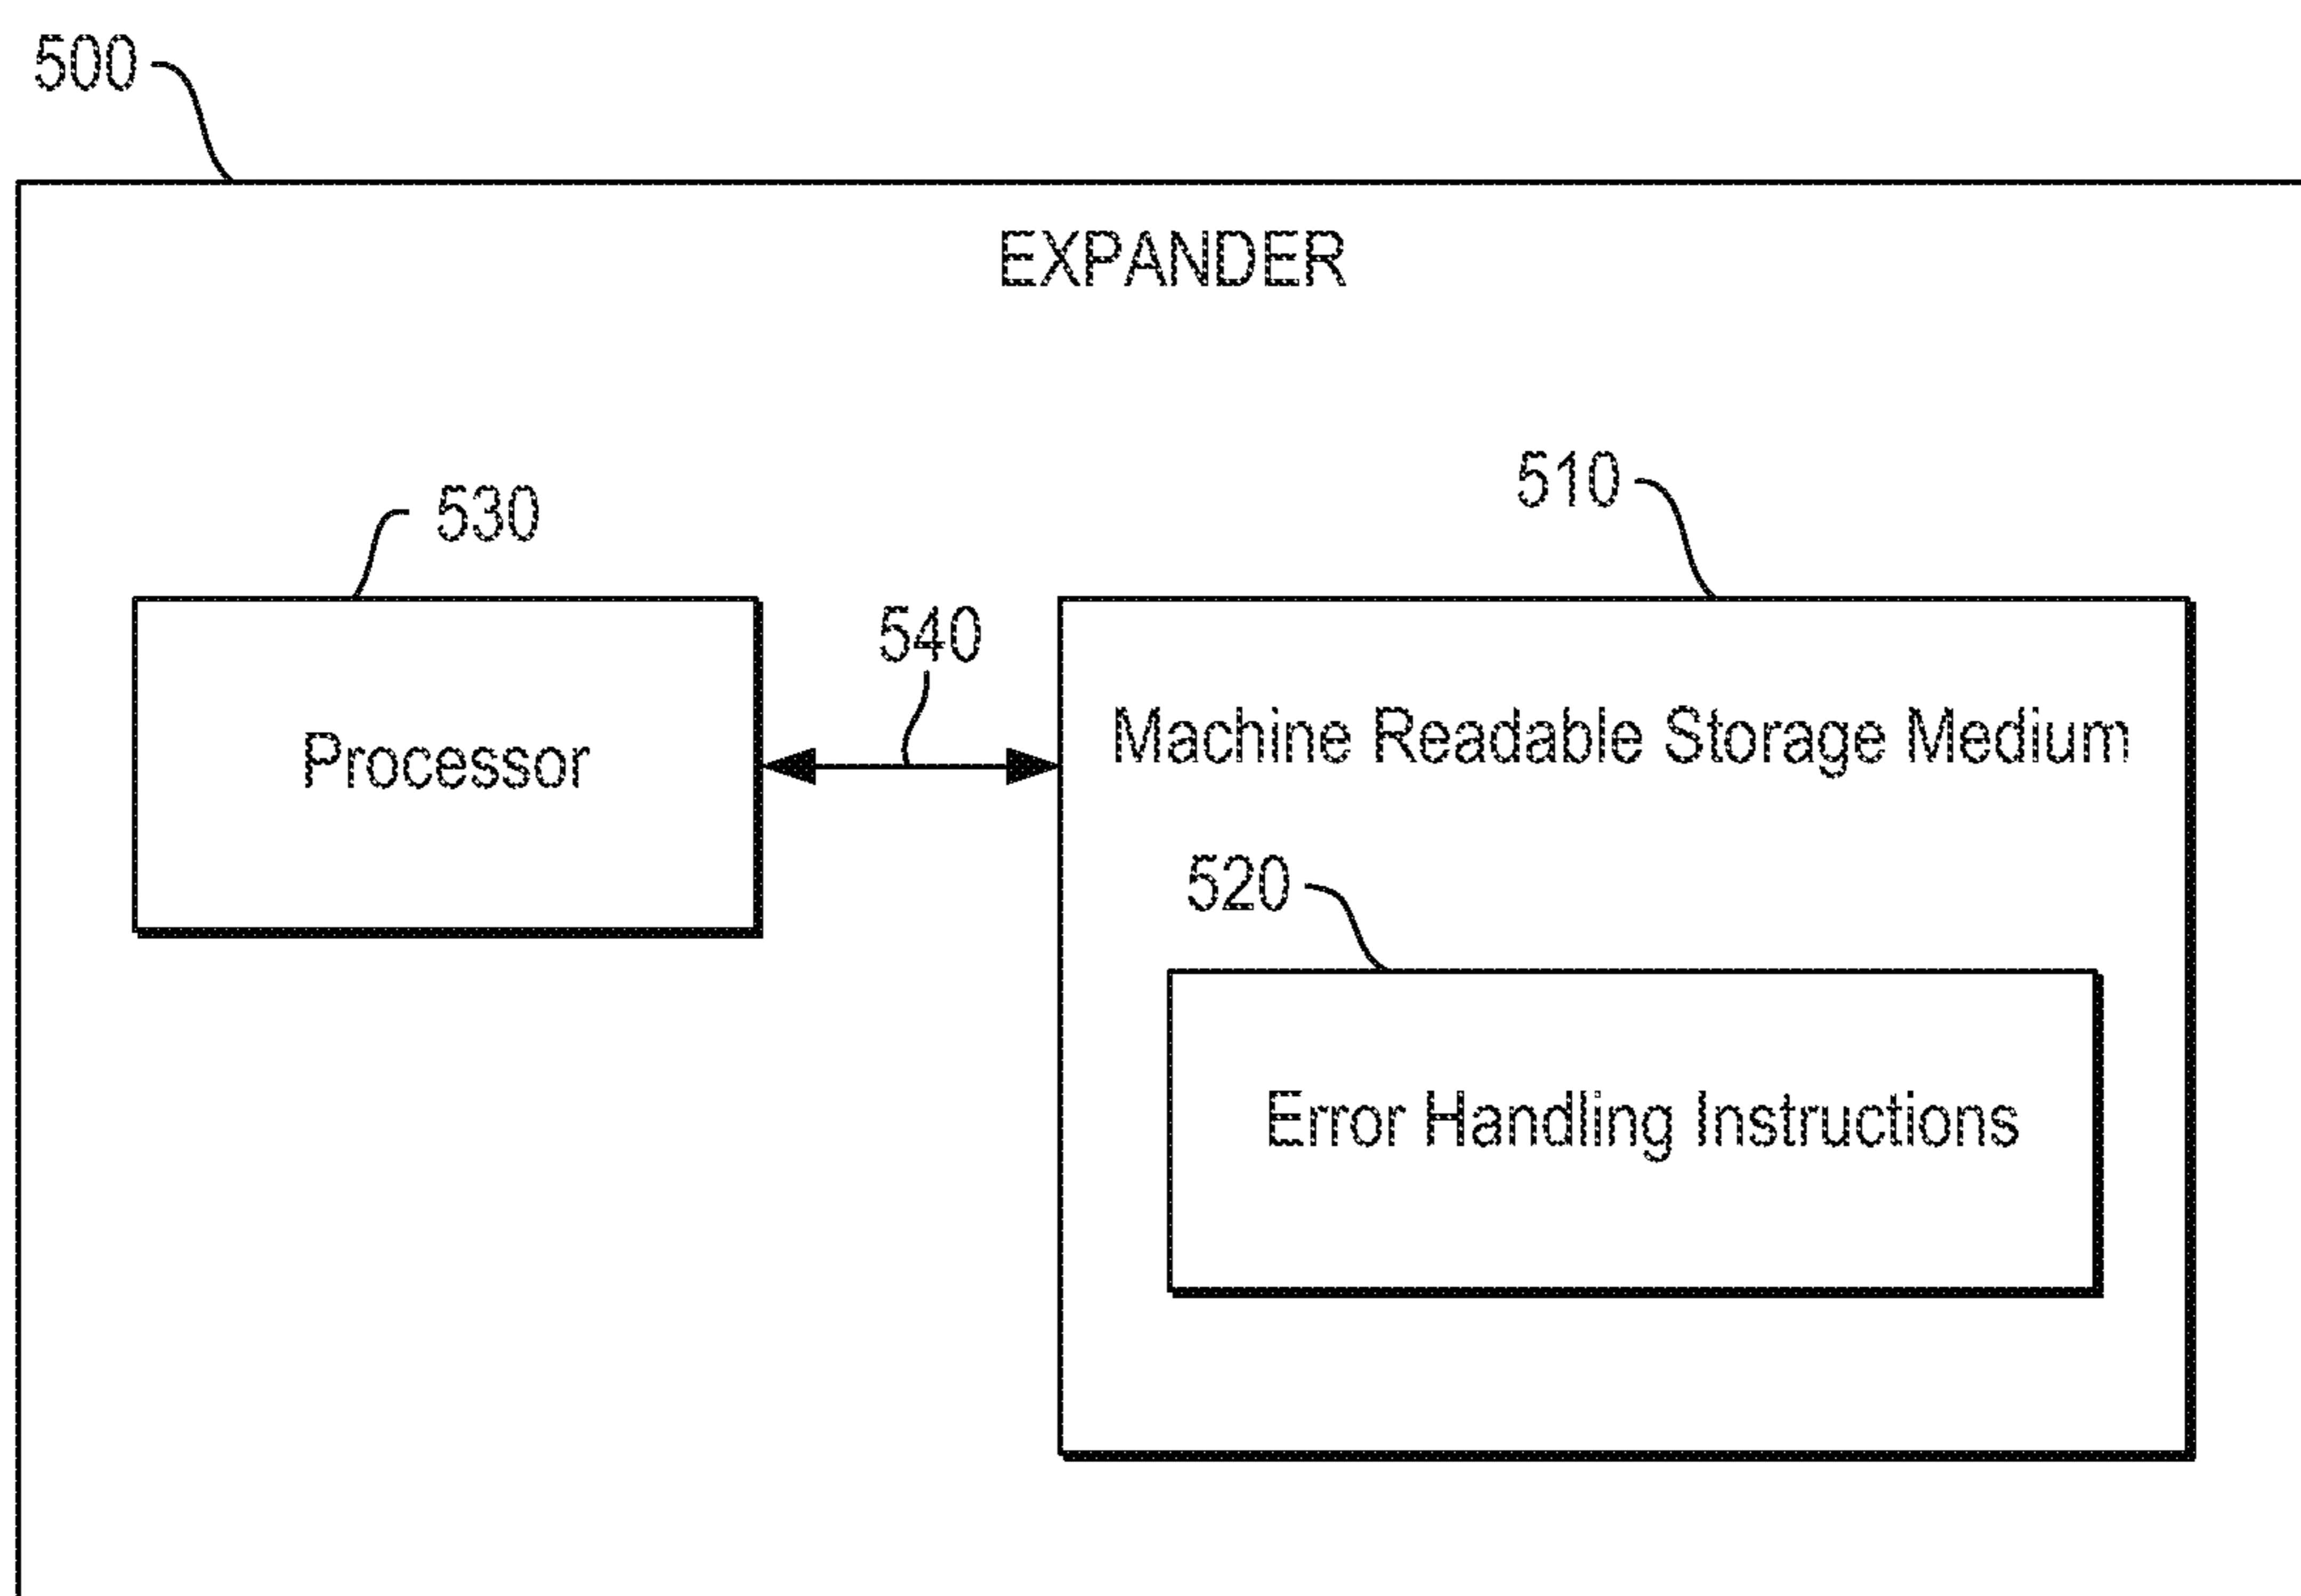 500
EXPANDER
510
530
540
Machine Readable Storage Medium
Processor
520
Error Handling Instructions